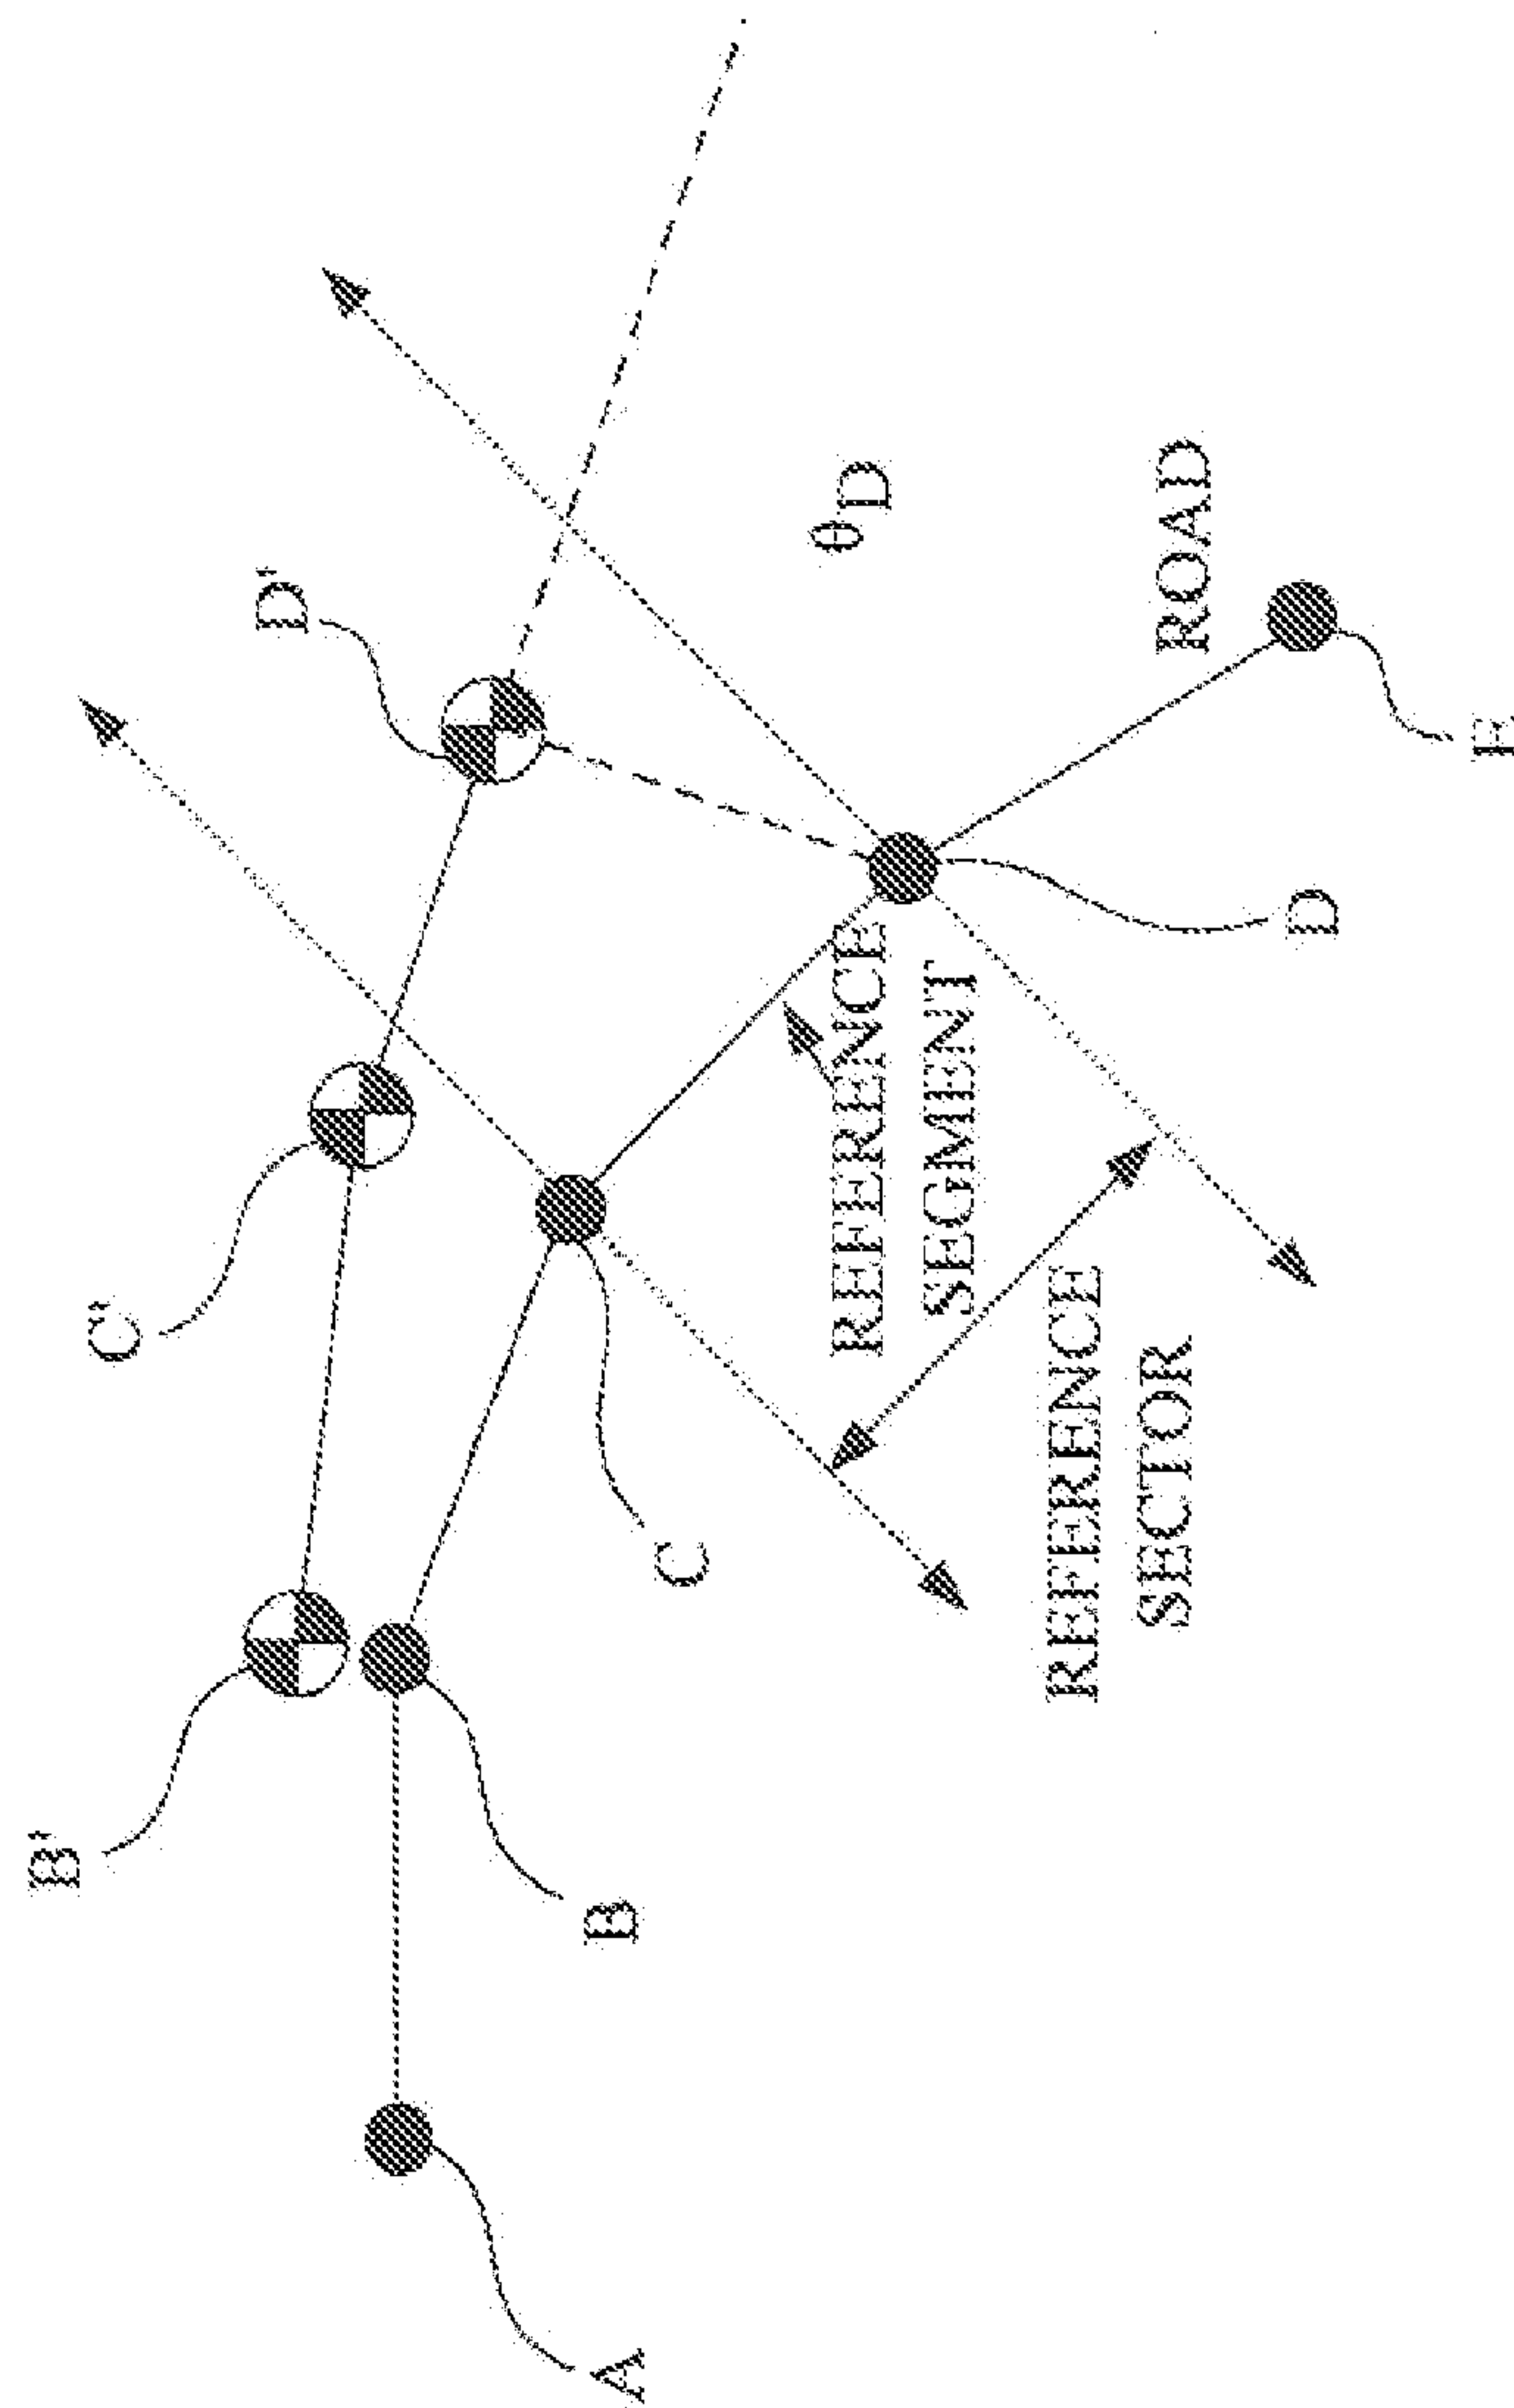 B'
C'
D'
A
B
C
REFERENCE
SEGMENT
θD
REFERENCE
SECTOR
D
ROAD
E